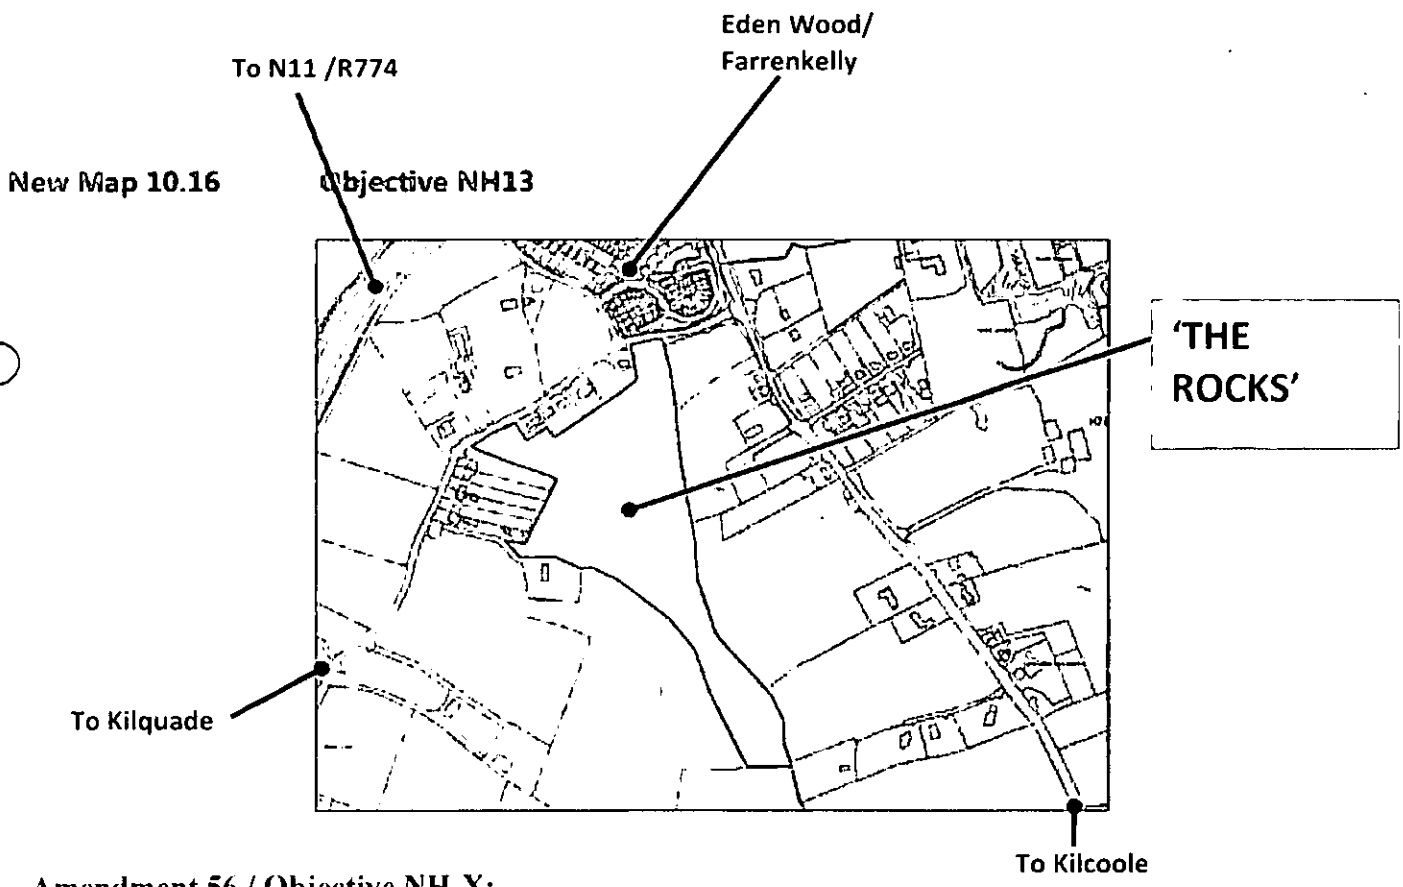 Eden Wood/
Farrenkelly
To N11 /R774
New Map 10.16 Objective NH13
‘THE
ROCKS’
To Kilquade
To Kilcoole
Amendment 56 / Objective NH X: